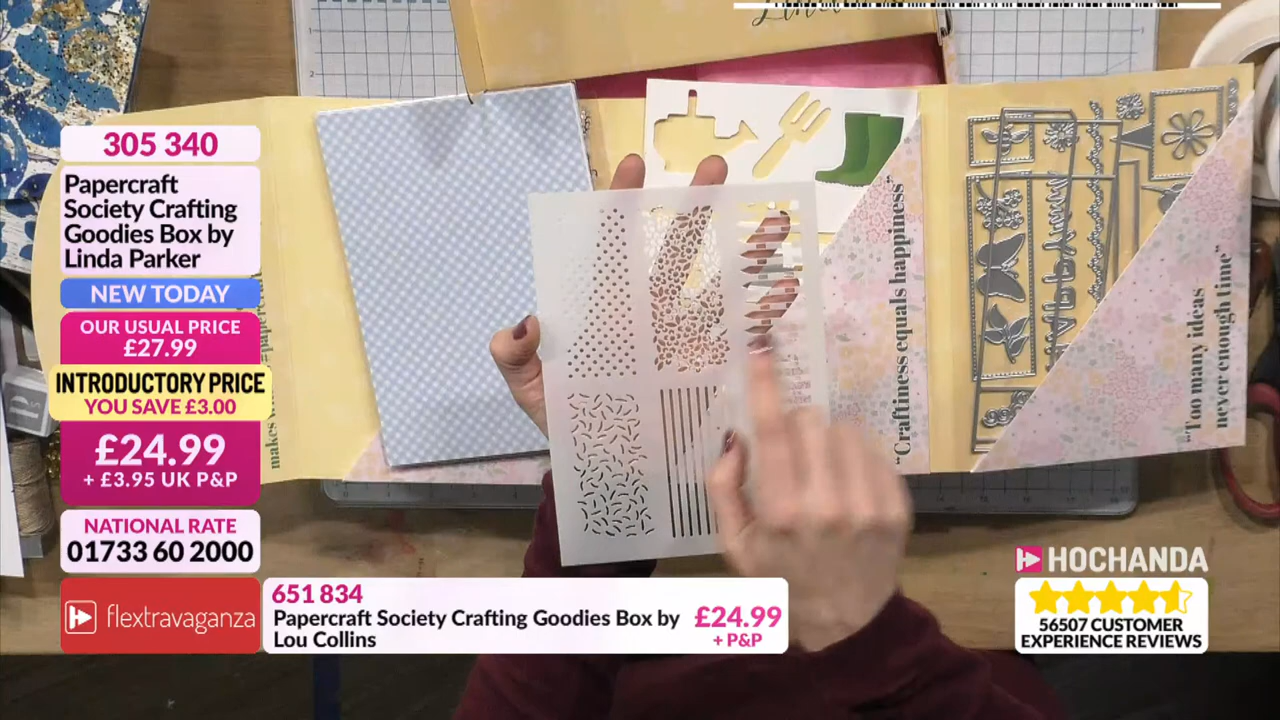 305 340
Papercraft
Society Crafting
Goodies Box by
Linda Parker
NEW TODAY
OUR USUAL PRICE
£27.99
INTRODUCTORY PRICE
YOU SAVE £3.00
£24.99
+ £3.95 UK P&P
NATIONAL RATE
01733 60 2000
flextravaganza
651 834
Papercraft Society Crafting Goodies Box by
Lou Collins
£24.99
+ P&P
HOCHANDA
56507 CUSTOMER
EXPERIENCE REVIEWS
"Craftiness equals happiness"
"Too many ideas
never enough time"